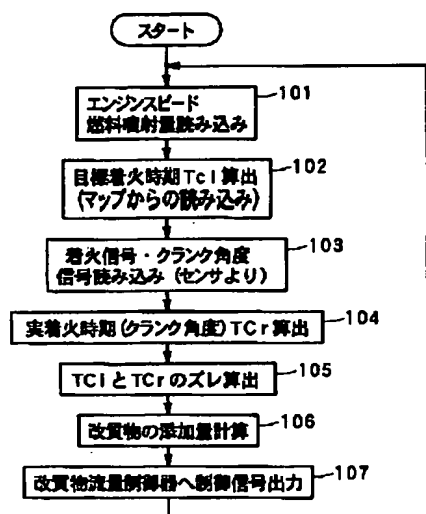 スタート
エンジンスピード
燃料噴射量読み込み
101
目標着火時期Tcl算出
(マップからの読み込み)
102
着火信号・クランク角度
信号読み込み (センサより)
103
実着火時期(クランク角度)TCr算出
104
TClとTCrのズレ算出
105
改質物の添加量計算
106
改質物流量制御器へ制御信号出力
107